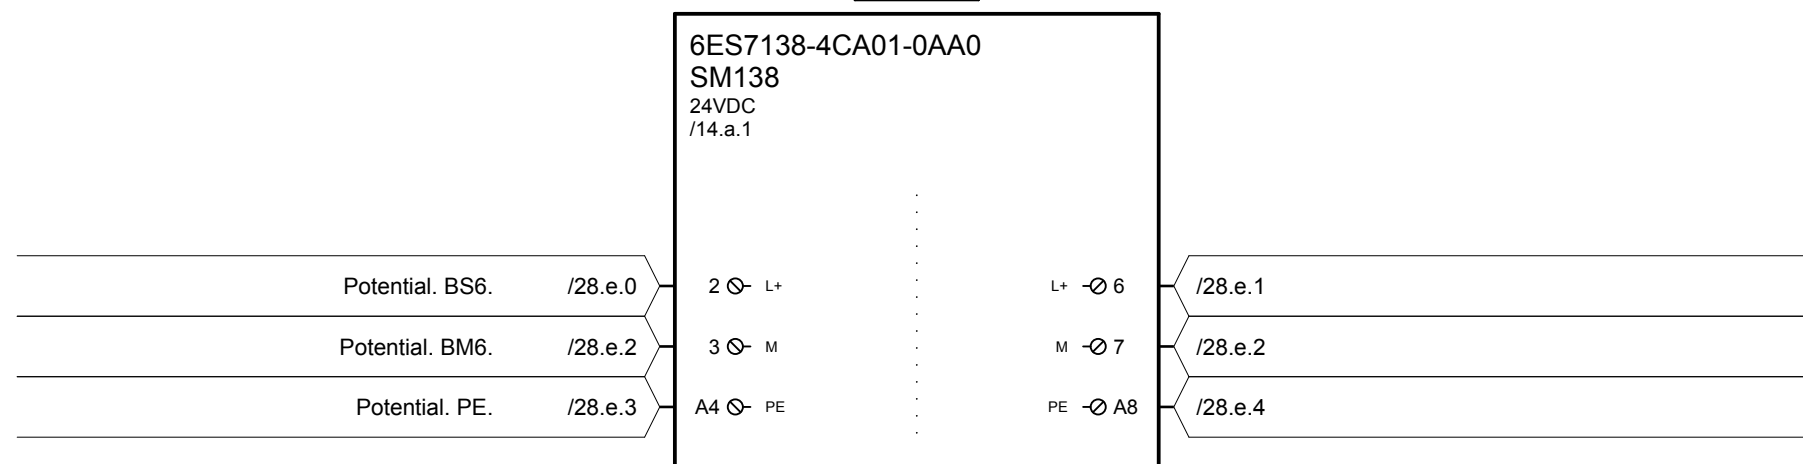 6ES7138-4CA01-0AA0
SM138
24VDC
/14.a.1
Potential. BS6. /28.e.0 2 L+ L+ 6 /28.e.1
Potential. BM6. /28.e.2 3 M M 7 /28.e.2
Potential. PE. /28.e.3 A4 PE PE A8 /28.e.4